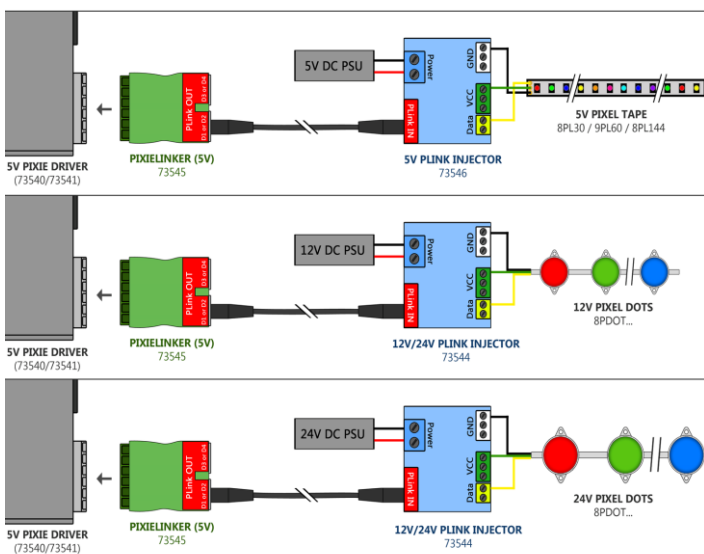 5V DC PSU
Power
GND
VCC
Data
PLink IN
PLink OUT
D3 or D4
D1 or D2
5V PIXEL TAPE
8PL30 / 9PL60 / 8PL144
5V PIXIE DRIVER
(73540/73541)
PIXIELINKER (5V)
73545
5V PLINK INJECTOR
73546
12V DC PSU
Power
GND
VCC
Data
PLink IN
PLink OUT
D3 or D4
D1 or D2
12V PIXEL DOTS
8PDOT...
5V PIXIE DRIVER
(73540/73541)
PIXIELINKER (5V)
73545
12V/24V PLINK INJECTOR
73544
24V DC PSU
Power
GND
VCC
Data
PLink IN
PLink OUT
D3 or D4
D1 or D2
24V PIXEL DOTS
8PDOT...
5V PIXIE DRIVER
(73540/73541)
PIXIELINKER (5V)
73545
12V/24V PLINK INJECTOR
73544